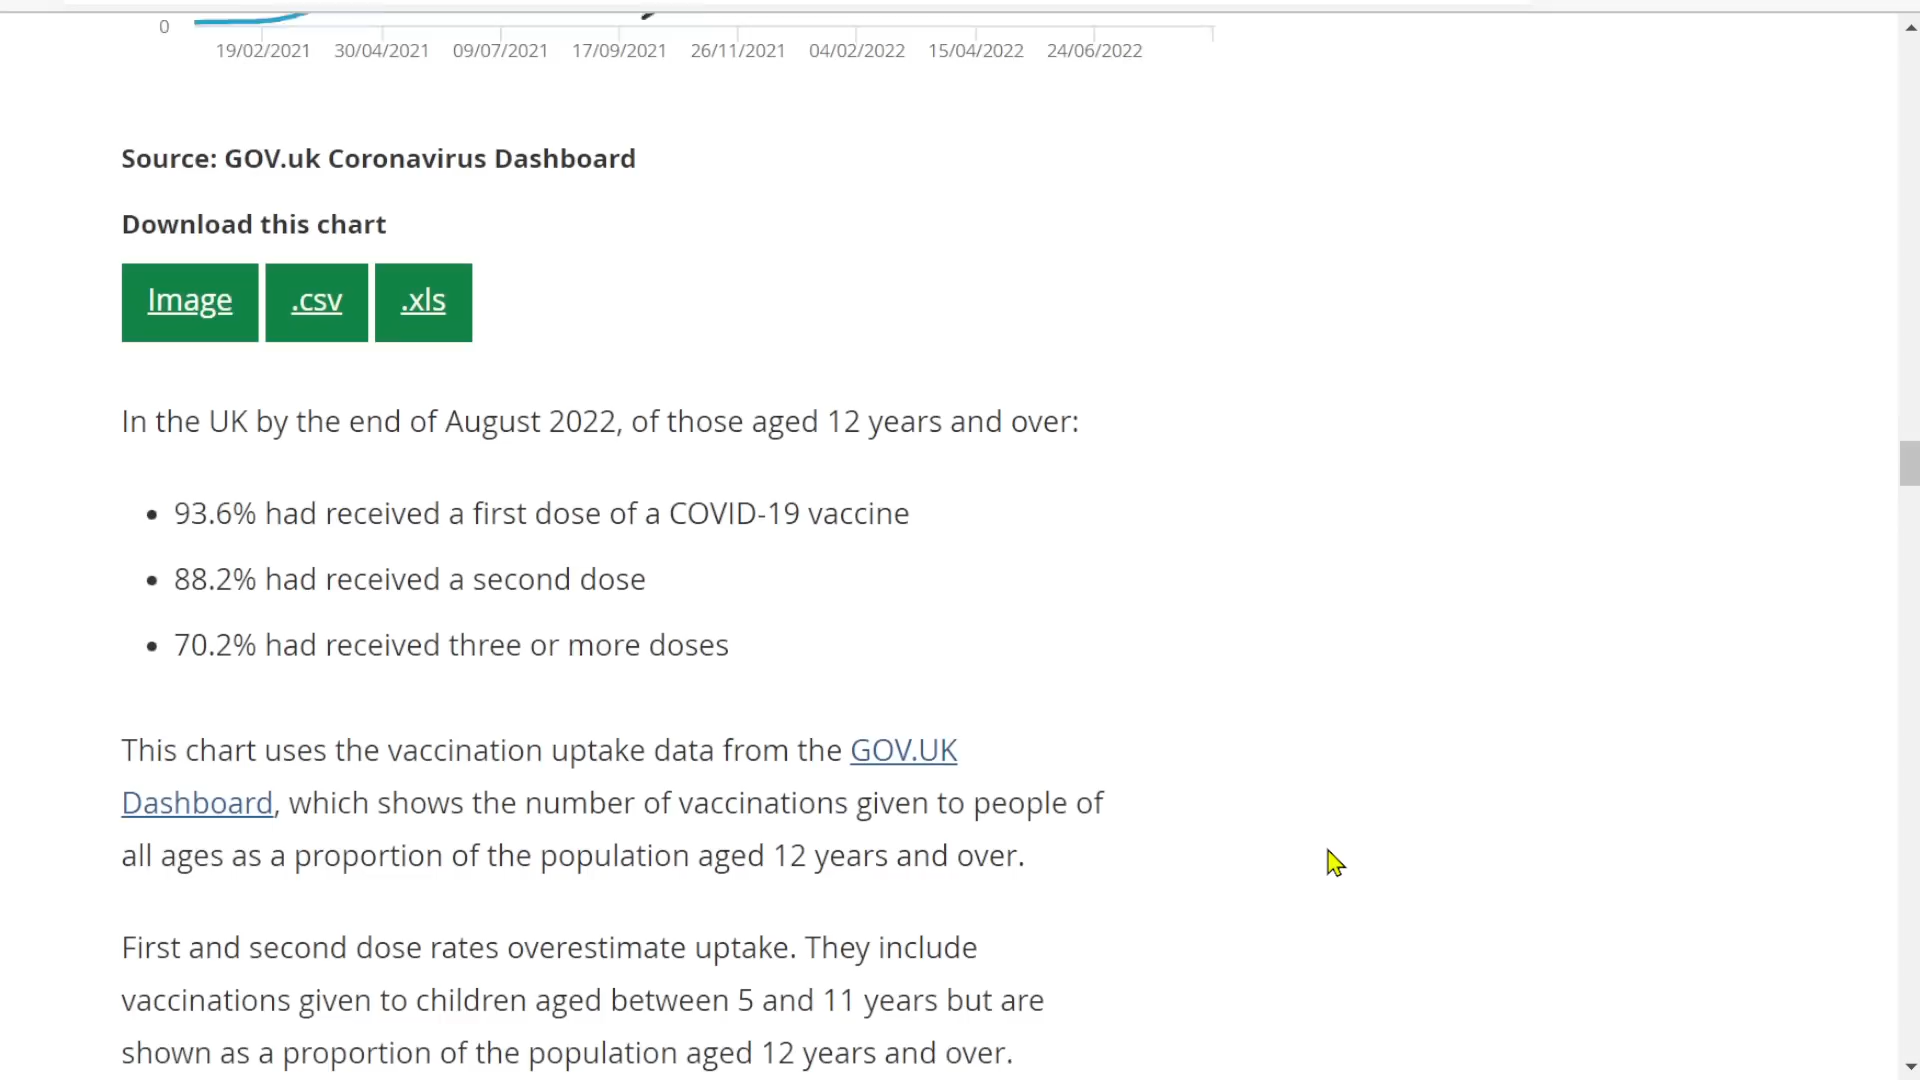 0
19/02/2021 30/04/2021 09/07/2021 17/09/2021 26/11/2021 04/02/2022 15/04/2022 24/06/2022
Source: GOV.uk Coronavirus Dashboard
Download this chart
Image .csv .xls
In the UK by the end of August 2022, of those aged 12 years and over:
• 93.6% had received a first dose of a COVID-19 vaccine
• 88.2% had received a second dose
• 70.2% had received three or more doses
This chart uses the vaccination uptake data from the GOV.UK
Dashboard, which shows the number of vaccinations given to people of
all ages as a proportion of the population aged 12 years and over.
First and second dose rates overestimate uptake. They include
vaccinations given to children aged between 5 and 11 years but are
shown as a proportion of the population aged 12 years and over.